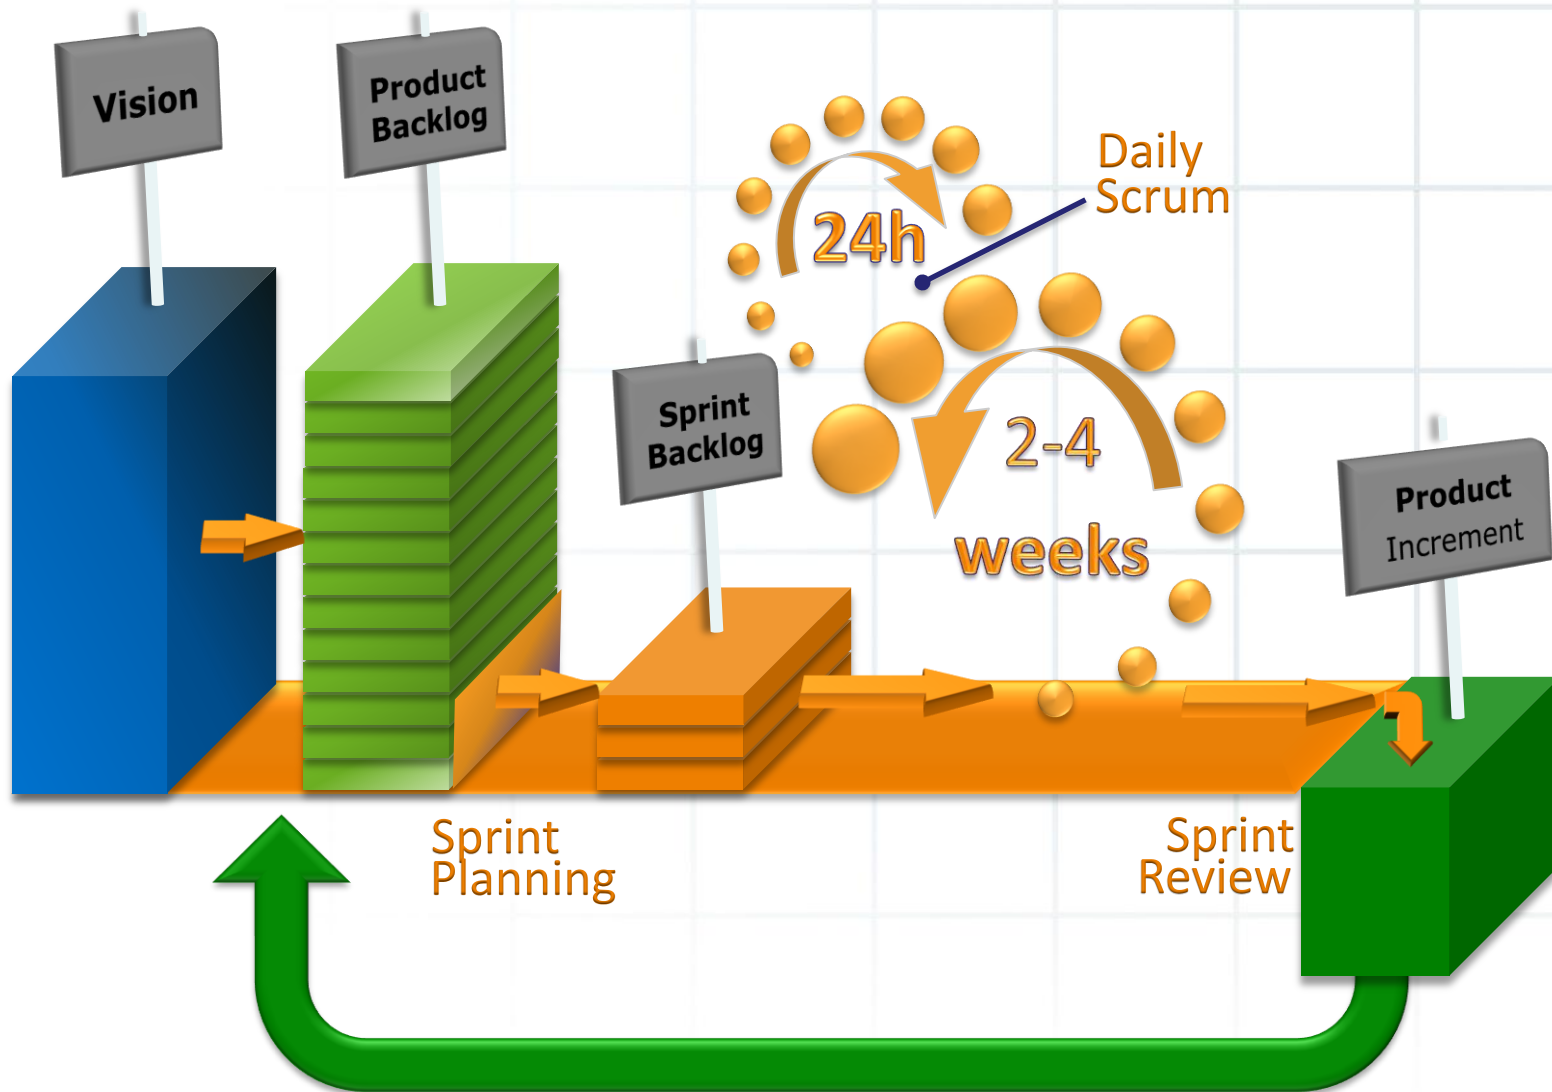 Vision
Product
Backlog
Daily
Scrum
24h
Sprint
Backlog
2-4
weeks
Product
Increment
Sprint
Planning
Sprint
Review